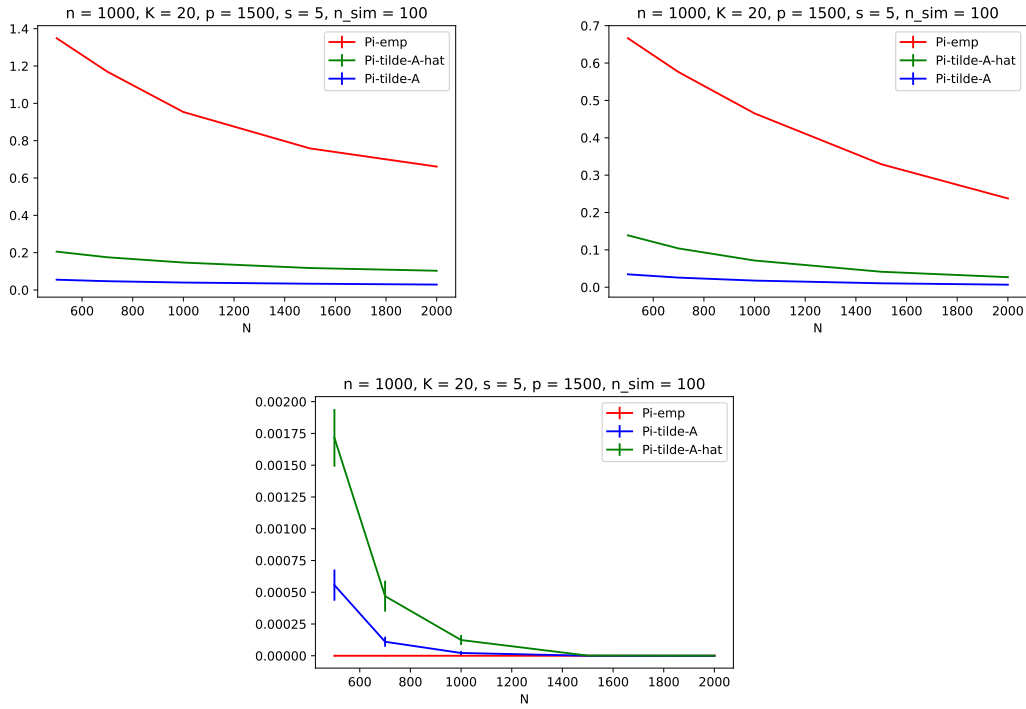 n = 1000, K = 20, p = 1500, s = 5, n_sim = 100
1.4
1.2
1.0
0.8
0.6
0.4
0.2
0.0
Pi-emp
Pi-tilde-A-hat
Pi-tilde-A
600 800 1000 1200 1400 1600 1800 2000
N
n = 1000, K = 20, p = 1500, s = 5, n_sim = 100
0.7
0.6
0.5
0.4
0.3
0.2
0.1
0.0
Pi-emp
Pi-tilde-A-hat
Pi-tilde-A
600 800 1000 1200 1400 1600 1800 2000
N
n = 1000, K = 20, s = 5, p = 1500, n_sim = 100
0.00200
0.00175
0.00150
0.00125
0.00100
0.00075
0.00050
0.00025
0.00000
Pi-emp
Pi-tilde-A
Pi-tilde-A-hat
600 800 1000 1200 1400 1600 1800 2000
N